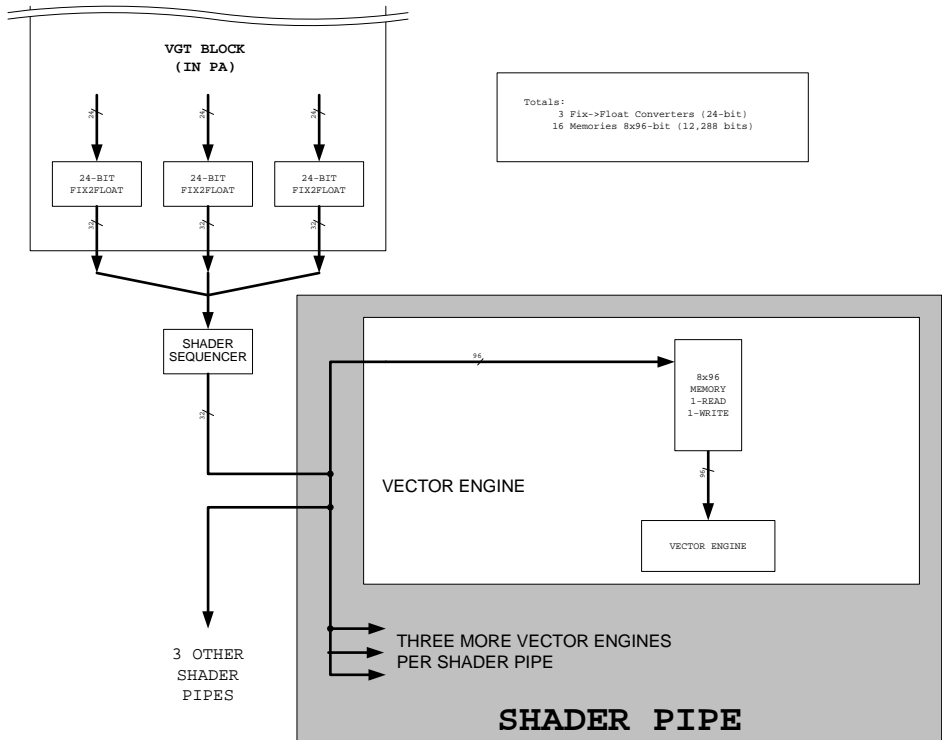 VGT BLOCK
(IN PA)
Totals:
3 Fix->Float Converters (24-bit)
16 Memories 8x96-bit (12,288 bits)
24
24
24
24-BIT
FIX2FLOAT
24-BIT
FIX2FLOAT
24-BIT
FIX2FLOAT
32
32
32
SHADER
SEQUENCER
96
8x96
MEMORY
1-READ
1-WRITE
32
96
VECTOR ENGINE
VECTOR ENGINE
3 OTHER
SHADER
PIPES
THREE MORE VECTOR ENGINES
PER SHADER PIPE
SHADER PIPE